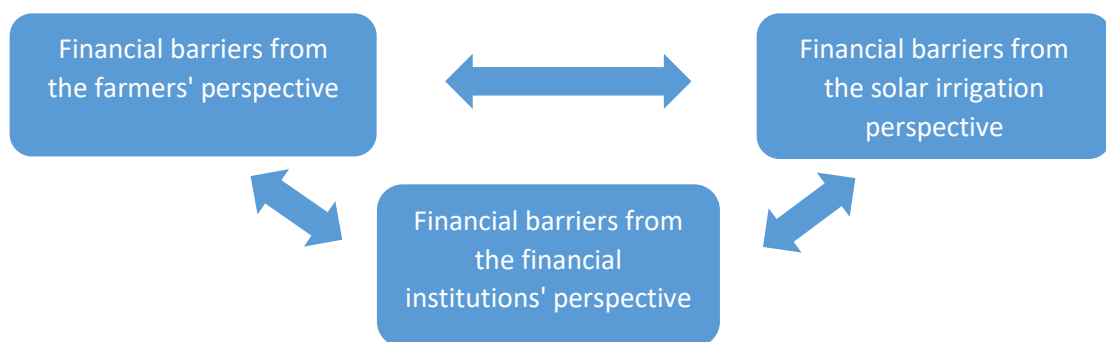 Financial barriers from
the farmers' perspective
Financial barriers from
the solar irrigation
perspective
Financial barriers from
the financial
institutions' perspective